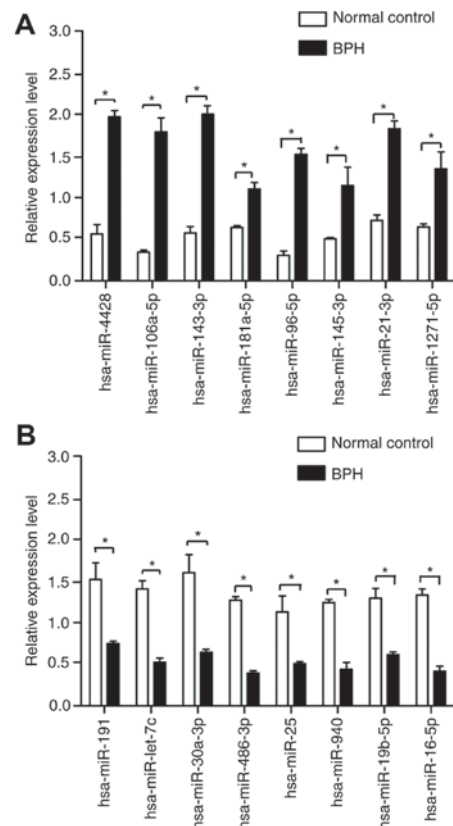 A
Normal control
BPH
Relative expression level
3.0
2.5
2.0
1.5
1.0
0.5
0.0
*
*
*
*
*
*
*
*
hsa-miR-4428
hsa-miR-106a-5p
hsa-miR-143-3p
hsa-miR-181a-5p
hsa-miR-96-5p
hsa-miR-145-3p
hsa-miR-21-3p
hsa-miR-1271-5p
B
Normal control
BPH
Relative expression level
3.0
2.0
1.5
1.0
0.5
0.0
*
*
*
*
*
*
*
*
hsa-miR-191
hsa-miR-let-7c
hsa-miR-30a-3p
hsa-miR-486-3p
hsa-miR-25
hsa-miR-940
hsa-miR-19b-5p
hsa-miR-16-5p